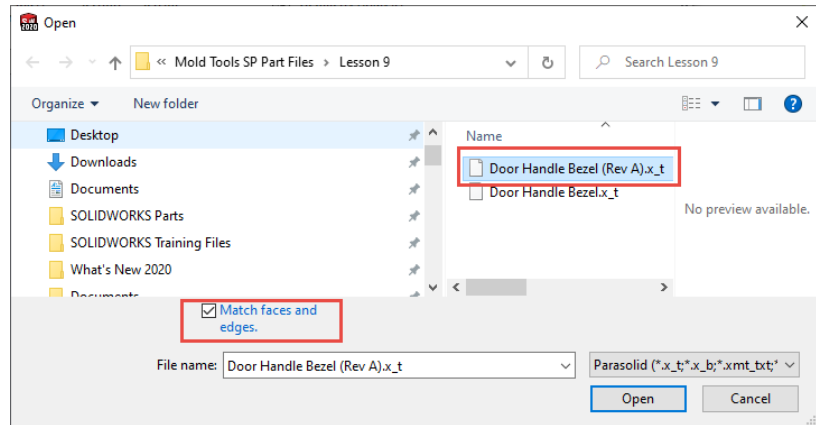 Open
« Mold Tools SP Part Files › Lesson 9
Search Lesson 9
Organize
New folder
Desktop
Downloads
Documents
SOLIDWORKS Parts
SOLIDWORKS Training Files
What's New 2020
Documents
Name
Door Handle Bezel (Rev A).x_t
Door Handle Bezel.x_t
No preview available.
Match faces and
edges.
File name: Door Handle Bezel (Rev A).x_t
Parasolid (*.x_t;*.x_b;*.xmt_txt;*
Open
Cancel